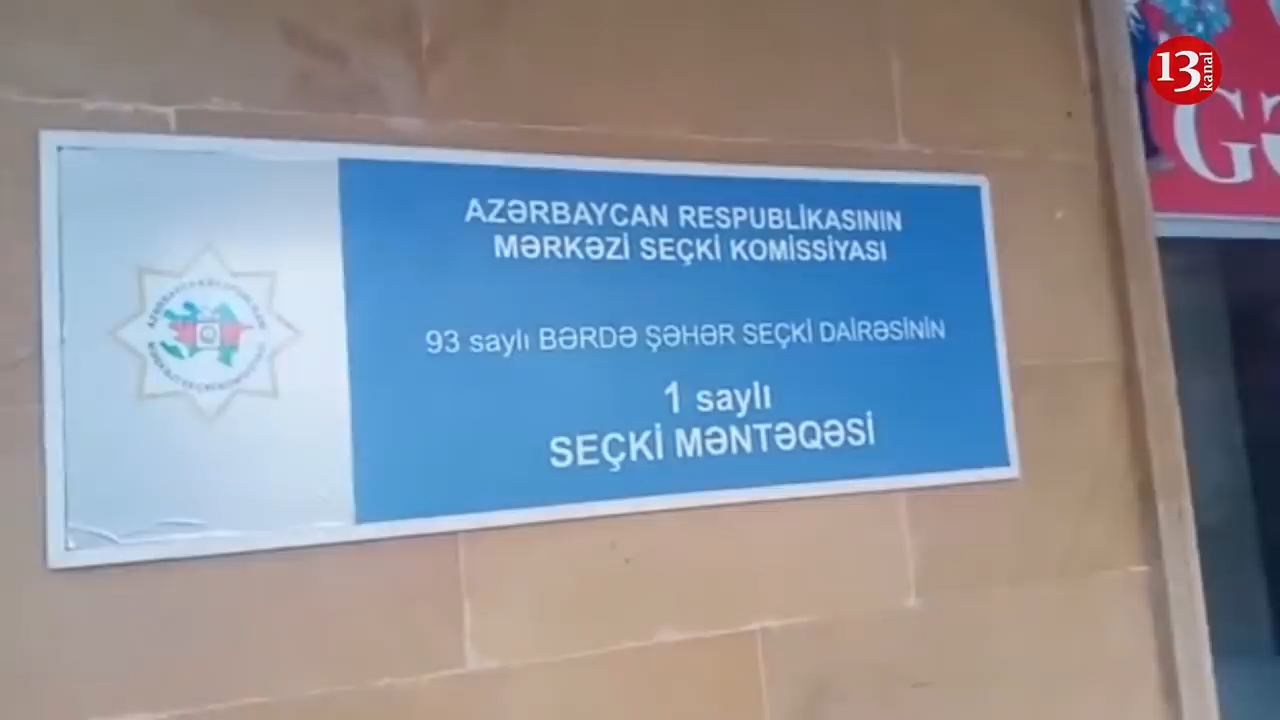 AZƏRBAYCAN RESPUBLİKASININ
MƏRKƏZİ SEÇKİ KOMİSSİYASI
93 saylı BƏRDƏ ŞƏHƏR SEÇKİ DAİRƏSİNİN
1 saylı
SEÇKİ MƏNTƏQƏSİ
13 kanal
GƏ